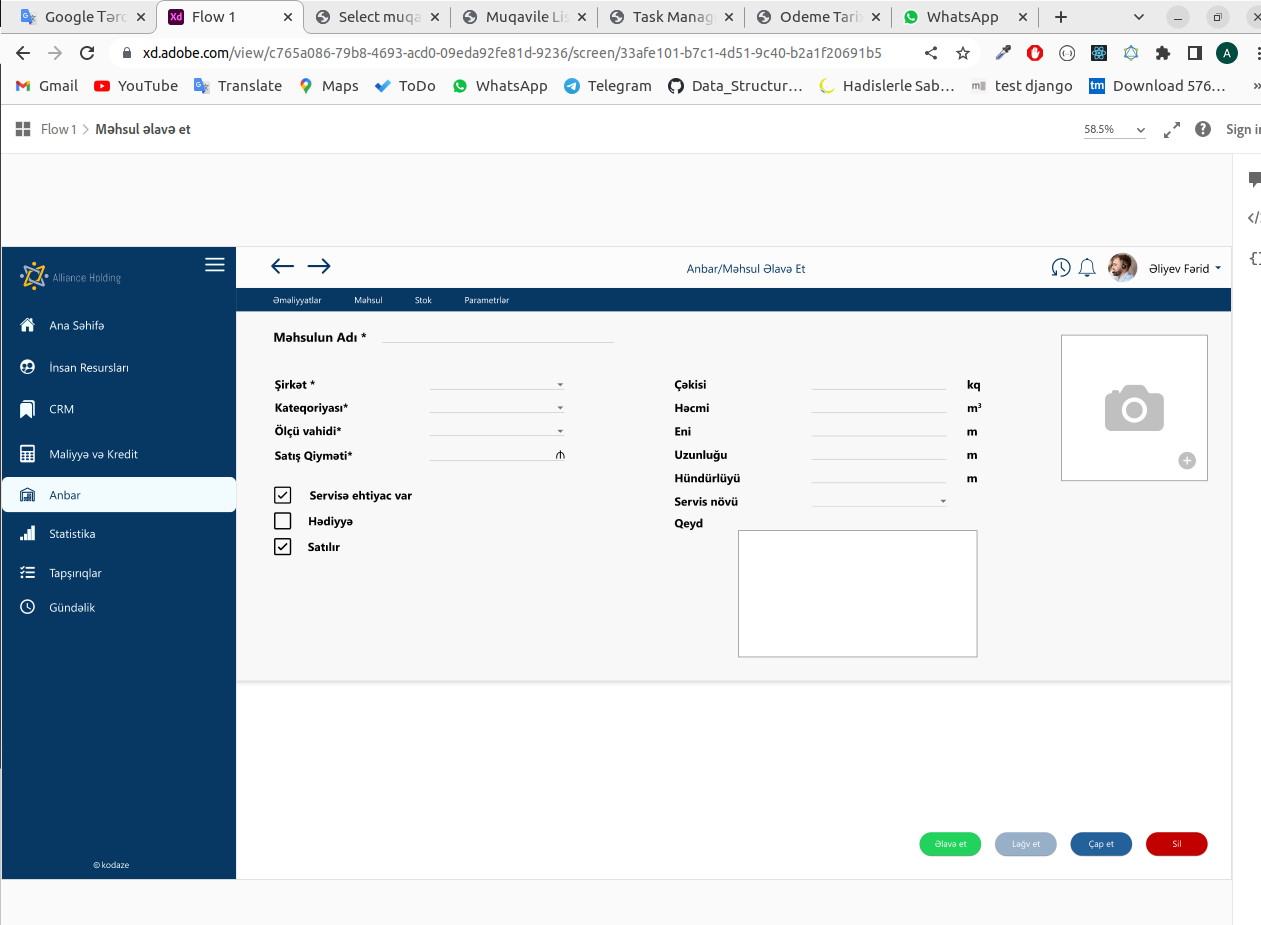 Google Tərc
Flow 1
Select muqa
Muqavile Lis
Task Manag
Odeme Tarix
WhatsApp
xd.adobe.com/view/c765a086-79b8-4693-acd0-09eda92fe81d-9236/screen/33afe101-b7c1-4d51-9c40-b2a1f20691b5
A
Gmail
YouTube
Translate
Maps
ToDo
WhatsApp
Telegram
Data_Structur...
Hadislerle Sab...
test django
Download 576...
Flow 1 > Məhsul əlavə et
58.5%
Sign in
Alliance Holding
Anbar/Məhsul Əlavə Et
Əliyev Fərid
Əməliyyatlar
Məhsul
Stok
Parametrlər
Ana Səhifə
İnsan Resursları
CRM
Maliyyə və Kredit
Anbar
Statistika
Tapşırıqlar
Gündəlik
© kodaze
Məhsulun Adı *
Şirkət *
Kateqoriyası*
Ölçü vahidi*
Satış Qiyməti* ₼
Servisə ehtiyac var
Hədiyyə
Satılır
Çəkisi kq
Həcmi m³
Eni m
Uzunluğu m
Hündürlüyü m
Servis növü
Qeyd
Əlavə et
Ləğv et
Çap et
Sil